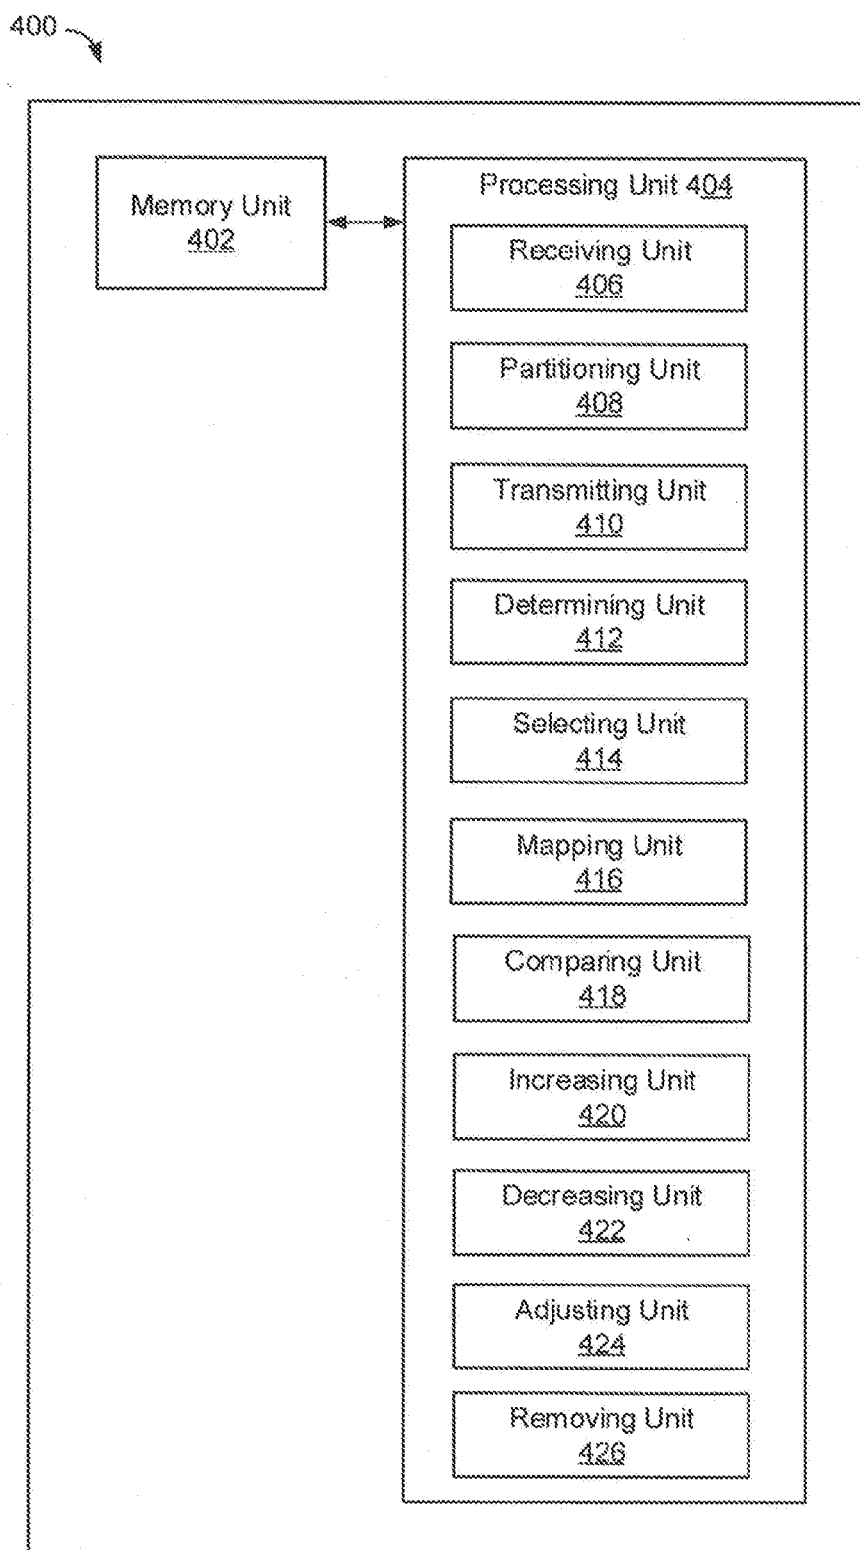 400
Memory Unit
402
Processing Unit 404
Receiving Unit
406
Partitioning Unit
408
Transmitting Unit
410
Determining Unit
412
Selecting Unit
414
Mapping Unit
416
Comparing Unit
418
Increasing Unit
420
Decreasing Unit
422
Adjusting Unit
424
Removing Unit
426